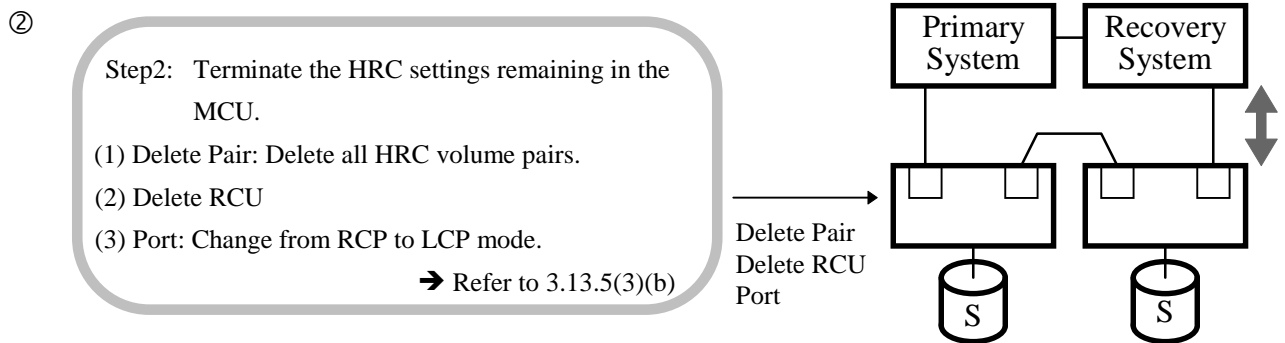 ②
Step2: Terminate the HRC settings remaining in the
MCU.
(1) Delete Pair: Delete all HRC volume pairs.
(2) Delete RCU
(3) Port: Change from RCP to LCP mode.
➔ Refer to 3.13.5(3)(b)
Delete Pair
Delete RCU
Port
Primary
System
Recovery
System
S
S